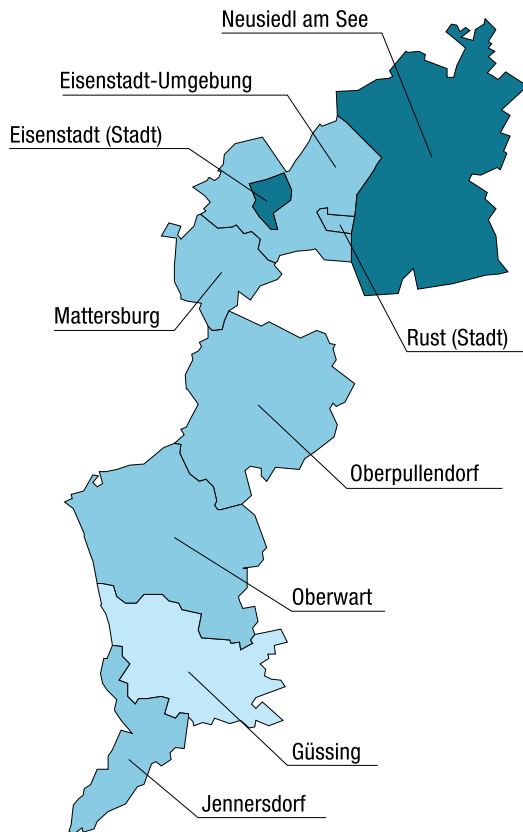 Neusiedl am See
Eisenstadt-Umgebung
Eisenstadt (Stadt)
Mattersburg
Rust (Stadt)
Oberpullendorf
Oberwart
Güssing
Jennersdorf